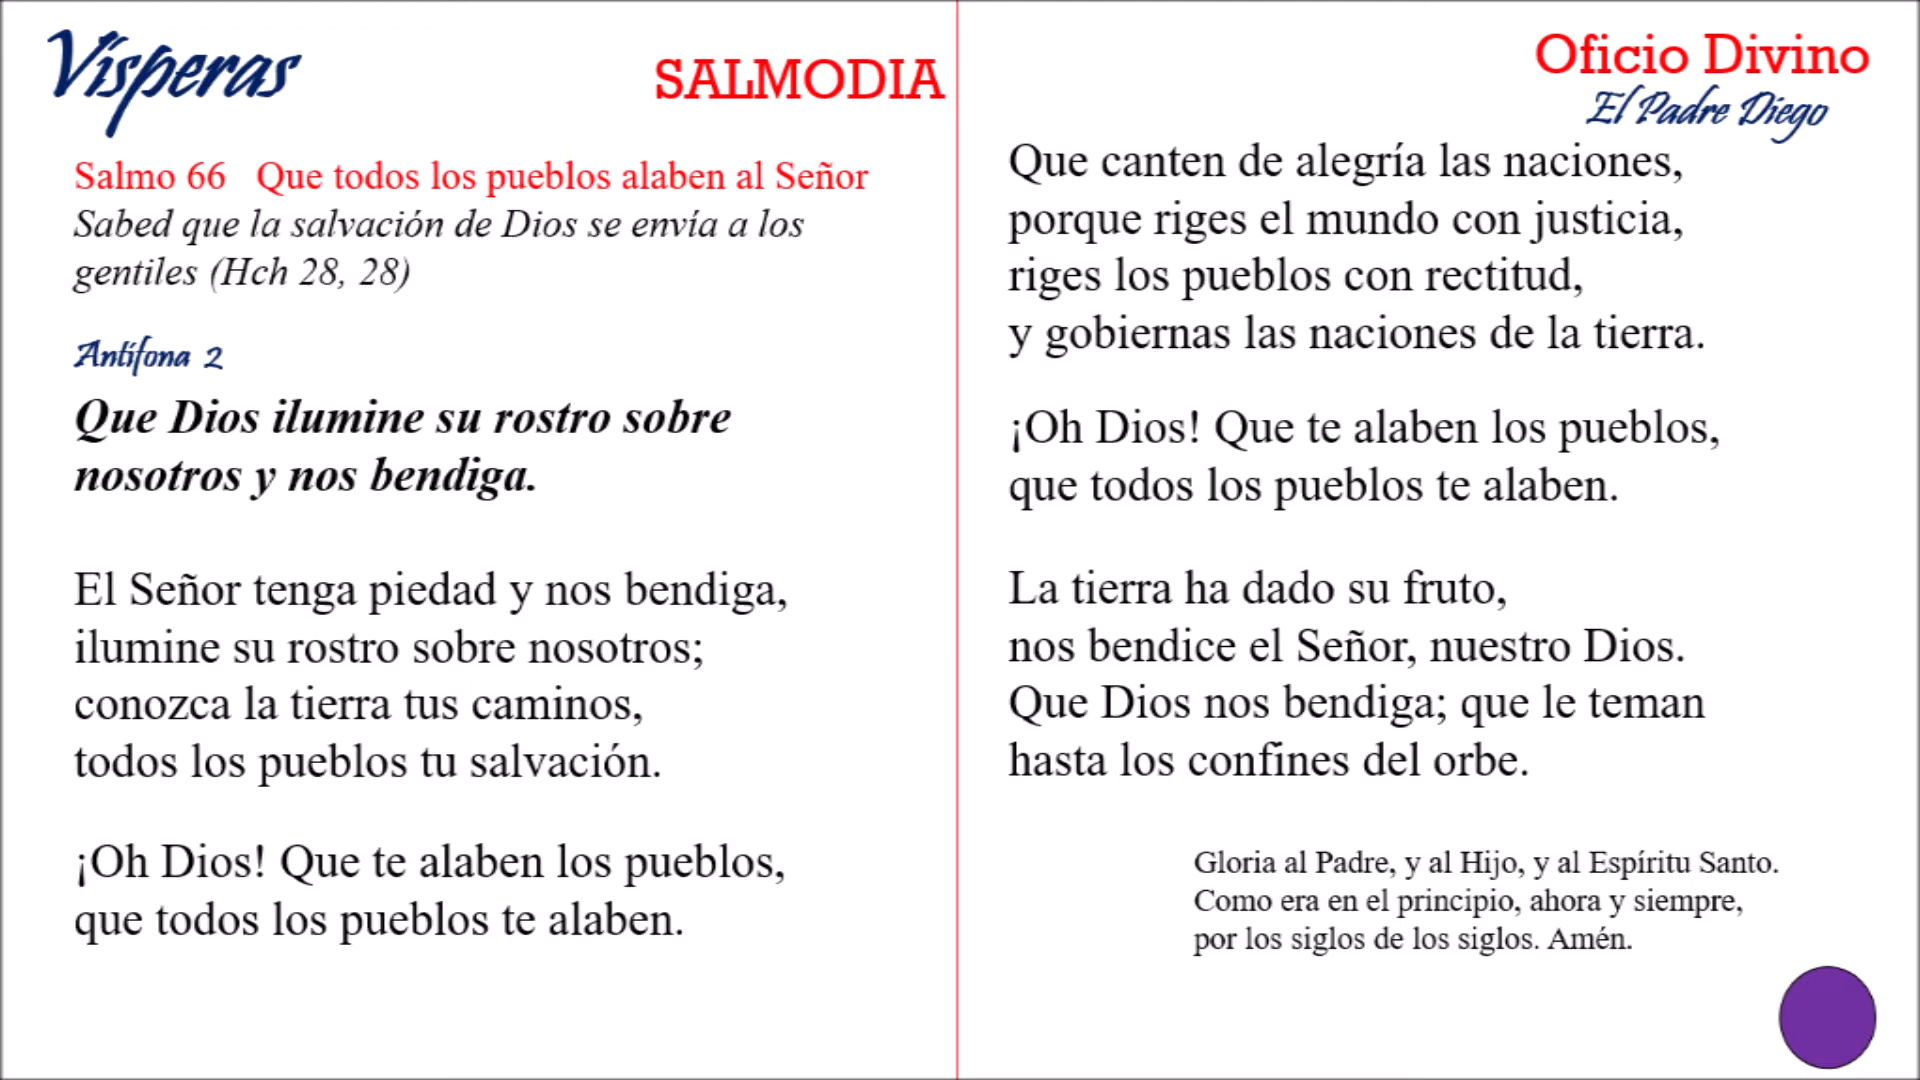 Vísperas
SALMODIA
Salmo 66 Que todos los pueblos alaben al Señor
Sabed que la salvación de Dios se envía a los
gentiles (Hch 28, 28)
Antífona 2
Que Dios ilumine su rostro sobre
nosotros y nos bendiga.
El Señor tenga piedad y nos bendiga,
ilumine su rostro sobre nosotros;
conozca la tierra tus caminos,
todos los pueblos tu salvación.
¡Oh Dios! Que te alaben los pueblos,
que todos los pueblos te alaben.
Oficio Divino
El Padre Diego
Que canten de alegría las naciones,
porque riges el mundo con justicia,
riges los pueblos con rectitud,
y gobiernas las naciones de la tierra.
¡Oh Dios! Que te alaben los pueblos,
que todos los pueblos te alaben.
La tierra ha dado su fruto,
nos bendice el Señor, nuestro Dios.
Que Dios nos bendiga; que le teman
hasta los confines del orbe.
Gloria al Padre, y al Hijo, y al Espíritu Santo.
Como era en el principio, ahora y siempre,
por los siglos de los siglos. Amén.